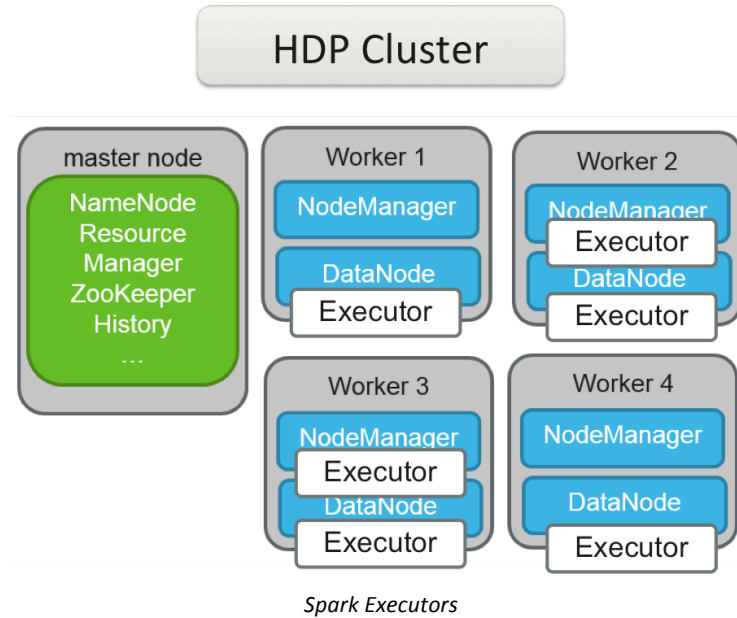 HDP Cluster
master node
NameNode
Resource
Manager
ZooKeeper
History
...
Worker 1
NodeManager
DataNode
Executor
Worker 2
NodeManager
Executor
DataNode
Executor
Worker 3
NodeManager
Executor
DataNode
Executor
Worker 4
NodeManager
DataNode
Executor
Spark Executors